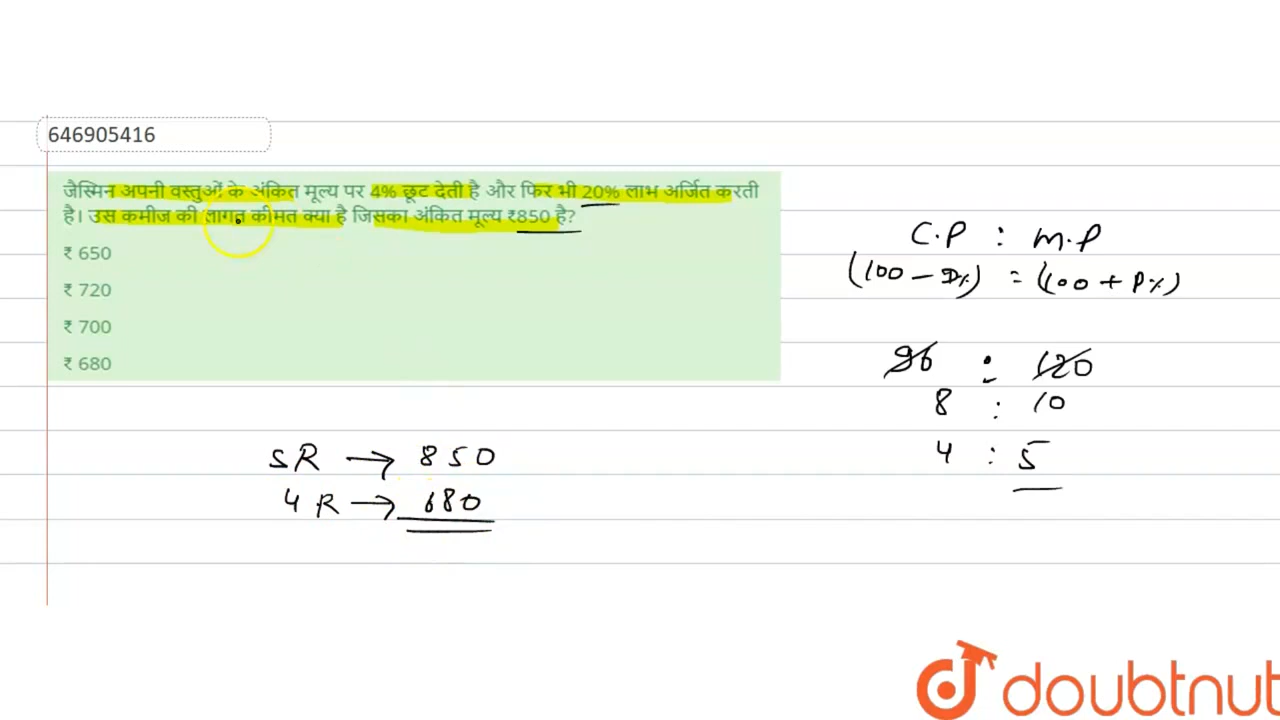 646905416
जैस्मिन अपनी वस्तुओं के अंकित मूल्य पर 4% छूट देती है और फिर भी 20% लाभ अर्जित करती
है। उस कमीज की लागत कीमत क्या है जिसका अंकित मूल्य ₹850 है?
₹ 650
₹ 720
₹ 700
₹ 680
C.P : M.P
(100 - D%) = (100 + P%)
96 : 120
8 : 10
4 : 5
5R → 850
4R → 680
doubtnut